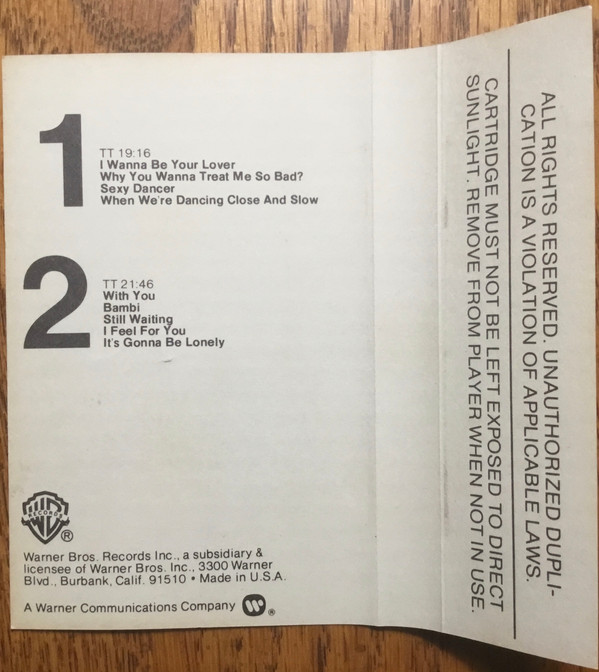 1
TT 19:16
I Wanna Be Your Lover
Why You Wanna Treat Me So Bad?
Sexy Dancer
When We're Dancing Close And Slow
2
TT 21:46
With You
Bambi
Still Waiting
I Feel For You
It's Gonna Be Lonely
WB
RECORDS
®
Warner Bros. Records Inc., a subsidiary &
licensee of Warner Bros. Inc., 3300 Warner
Blvd., Burbank, Calif. 91510 • Made in U.S.A.
A Warner Communications Company ®
ALL RIGHTS RESERVED. UNAUTHORIZED DUPLI-
CATION IS A VIOLATION OF APPLICABLE LAWS.
CARTRIDGE MUST NOT BE LEFT EXPOSED TO DIRECT
SUNLIGHT. REMOVE FROM PLAYER WHEN NOT IN USE.